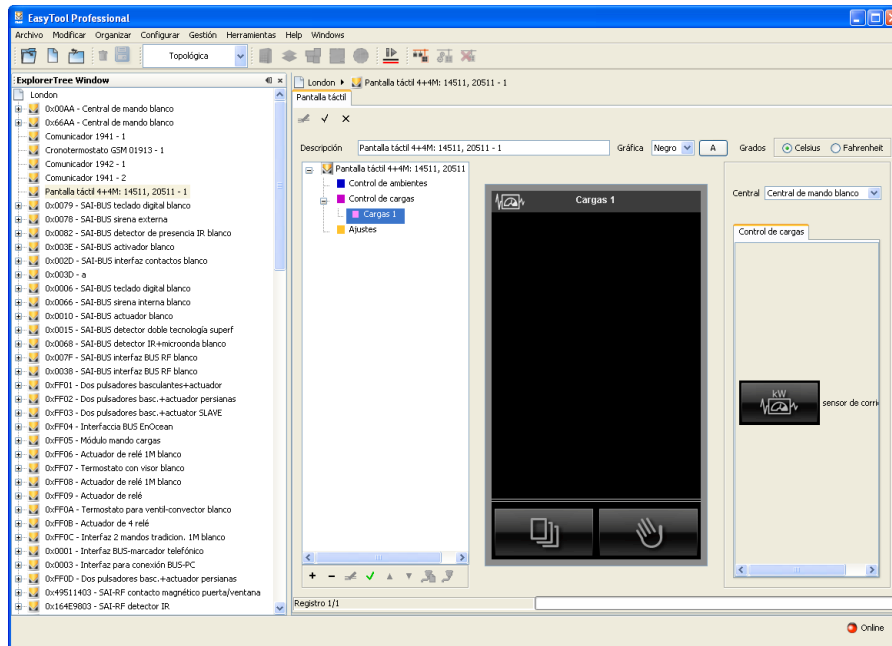 EasyTool Professional
Archivo Modificar Organizar Configurar Gestión Herramientas Help Windows
Topológica
ExplorerTree Window
London
0x00AA - Central de mando blanco
0x66AA - Central de mando blanco
Comunicador 1941 - 1
Cronotermostato GSM 01913 - 1
Comunicador 1942 - 1
Comunicador 1941 - 2
Pantalla táctil 4+4M: 14511, 20511 - 1
0x0079 - SAI-BUS teclado digital blanco
0x0078 - SAI-BUS sirena externa
0x0082 - SAI-BUS detector de presencia IR blanco
0x003E - SAI-BUS activador blanco
0x002D - SAI-BUS interfaz contactos blanco
0x003D - a
0x0006 - SAI-BUS teclado digital blanco
0x0066 - SAI-BUS sirena interna blanco
0x0010 - SAI-BUS actuador blanco
0x0015 - SAI-BUS detector doble tecnología superf
0x0068 - SAI-BUS detector IR+microonda blanco
0x007F - SAI-BUS interfaz BUS RF blanco
0x0038 - SAI-BUS interfaz BUS RF blanco
0xFF01 - Dos pulsadores basculantes+actuador
0xFF02 - Dos pulsadores basc.+actuador persianas
0xFF03 - Dos pulsadores basc.+actuator SLAVE
0xFF04 - Interfaccia BUS EnOcean
0xFF05 - Módulo mando cargas
0xFF06 - Actuador de relé 1M blanco
0xFF07 - Termostato con visor blanco
0xFF08 - Actuador de relé 1M blanco
0xFF09 - Actuador de relé
0xFF0A - Termostato para ventil-convector blanco
0xFF0B - Actuador de 4 relé
0xFF0C - Interfaz 2 mandos tradicion. 1M blanco
0x0001 - Interfaz BUS-marcador telefónico
0x0003 - Interfaz para conexión BUS-PC
0xFF0D - Dos pulsadores basc.+actuador persianas
0x49511403 - SAI-RF contacto magnético puerta/ventana
0x164E9803 - SAI-RF detector IR
London Pantalla táctil 4+4M: 14511, 20511 - 1
Pantalla táctil
Descripción Pantalla táctil 4+4M: 14511, 20511 - 1 Gráfica Negro A Grados Celsius Fahrenheit
Pantalla táctil 4+4M: 14511, 20511
Control de ambientes
Control de cargas
Cargas 1
Ajustes
Cargas 1
Central Central de mando blanco
Control de cargas
kW
sensor de corri
Registro 1/1
Online